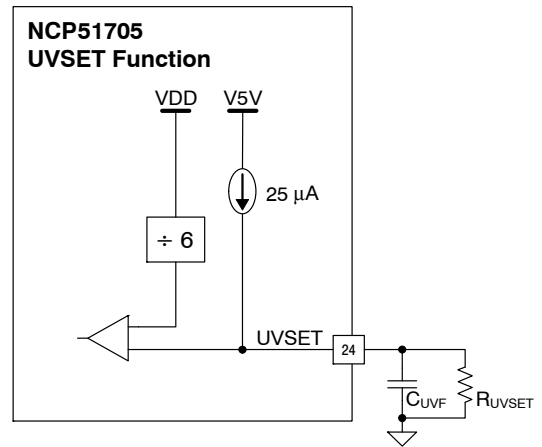 NCP51705
UVSET Function
VDD V5V
25 μA
÷ 6
UVSET
24
CUVF RUVSET